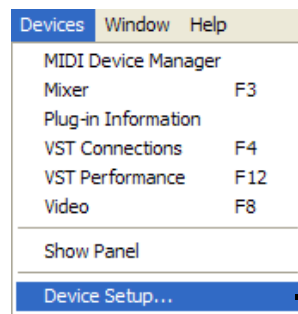 Devices Window Help
MIDI Device Manager
Mixer F3
Plug-in Information
VST Connections F4
VST Performance F12
Video F8
Show Panel
Device Setup...